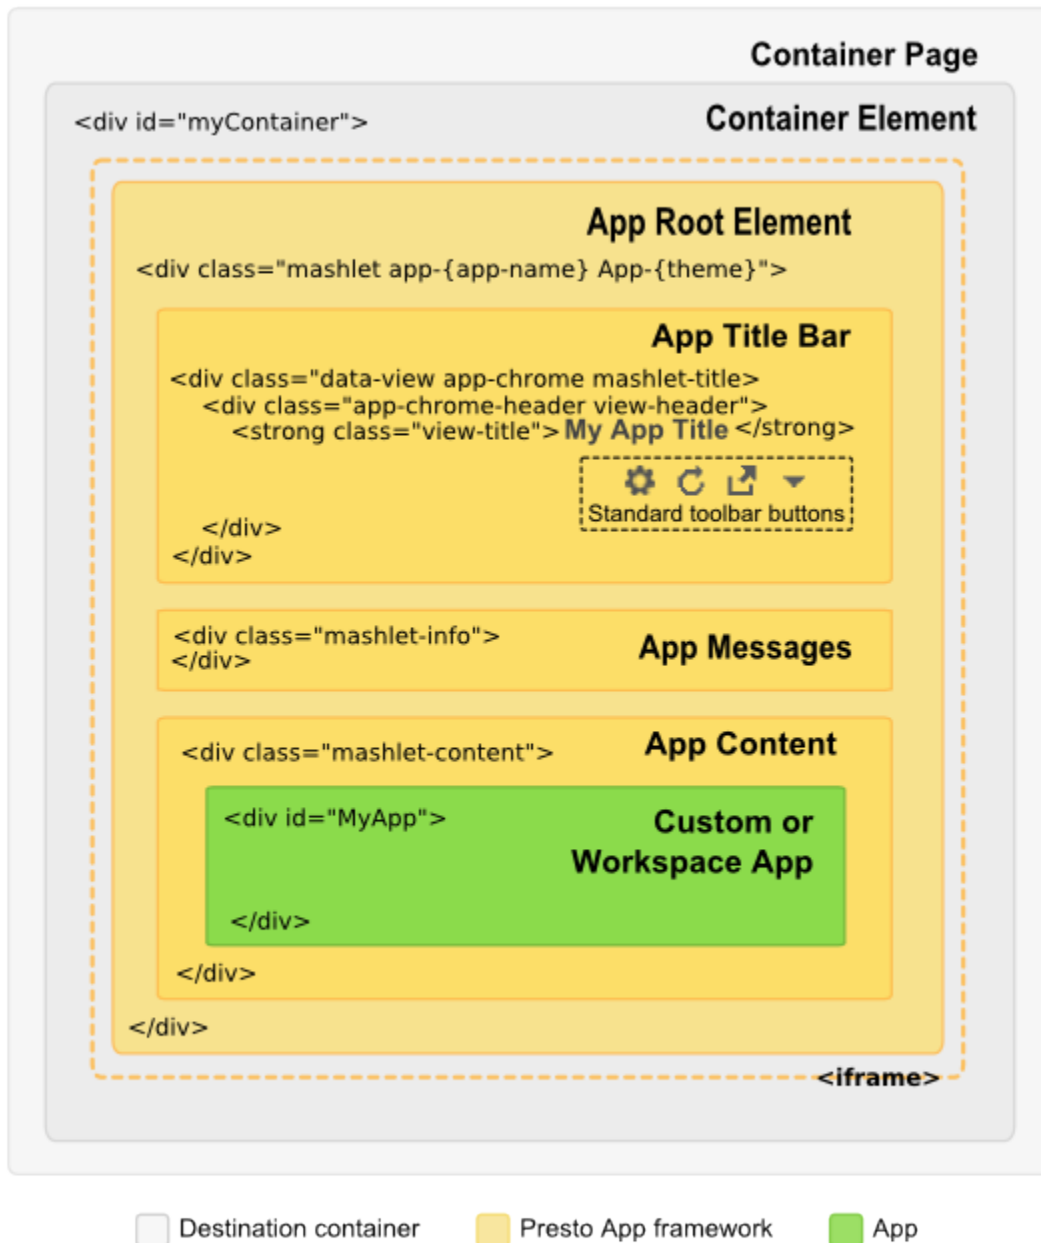 Container Page
<div id="myContainer">
Container Element
App Root Element
<div class="mashlet app-{app-name} App-{theme}">
App Title Bar
<div class="data-view app-chrome mashlet-title>
<div class="app-chrome-header view-header">
<strong class="view-title"> My App Title </strong>
Standard toolbar buttons
</div>
</div>
<div class="mashlet-info">
</div>
App Messages
<div class="mashlet-content">
App Content
<div id="MyApp">
Custom or
Workspace App
</div>
</div>
</div>
<iframe>
Destination container
Presto App framework
App